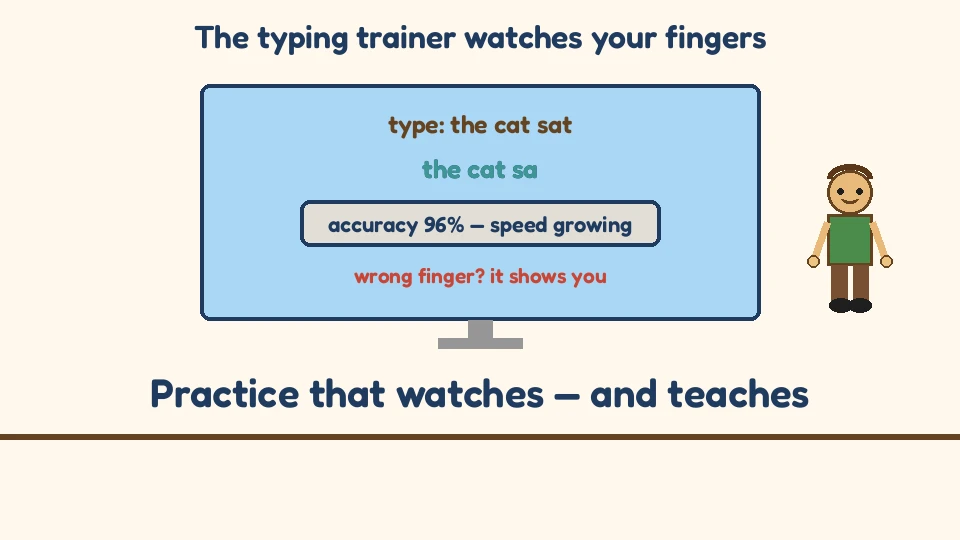 The typing trainer watches your fingers
type: the cat sat
the cat sa
accuracy 96% — speed growing
wrong finger? it shows you
Practice that watches — and teaches